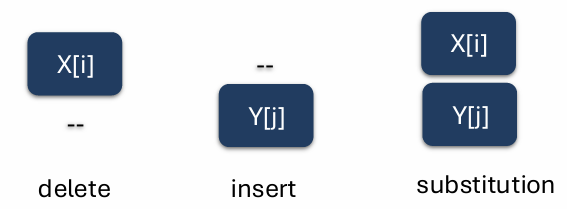 X[i]
--
delete
--
Y[j]
insert
X[i]
Y[j]
substitution